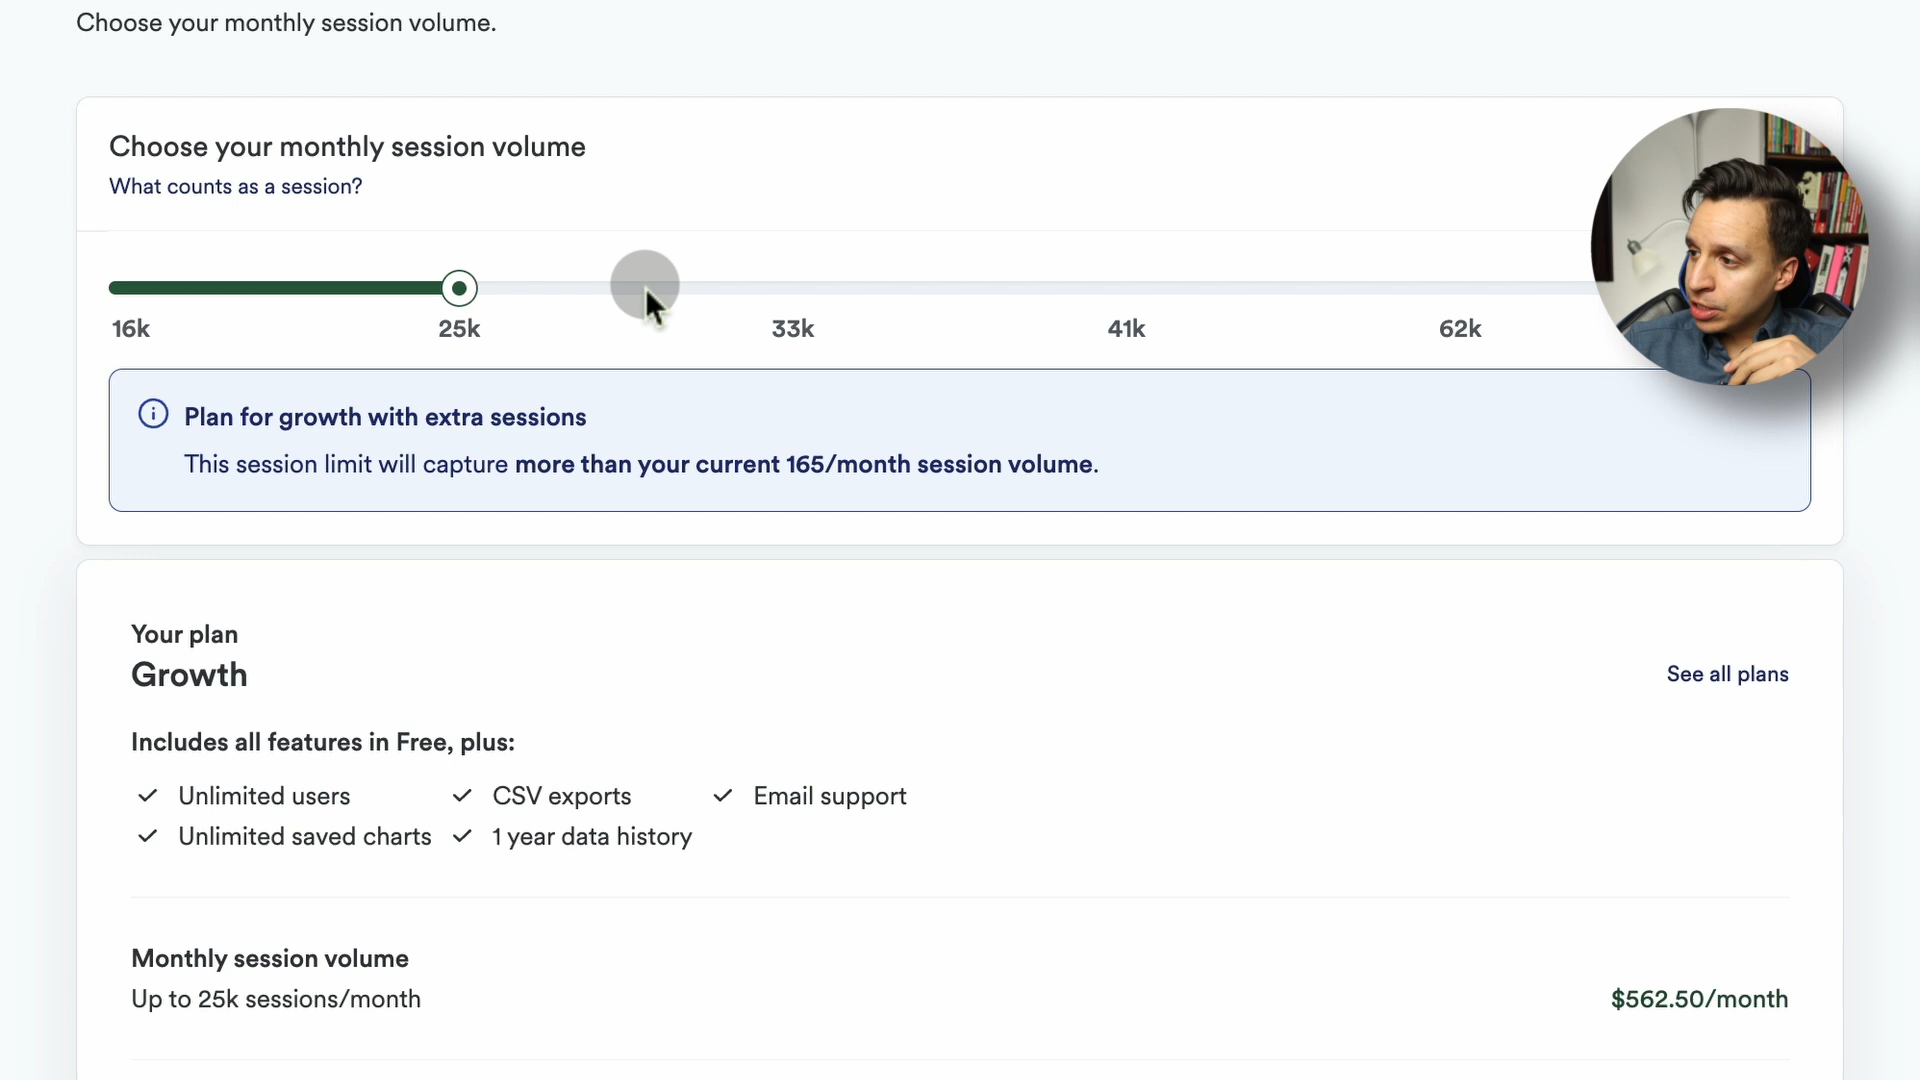 Choose your monthly session volume.
Choose your monthly session volume
What counts as a session?
16k 25k 33k 41k 62k
Plan for growth with extra sessions
This session limit will capture more than your current 165/month session volume.
Your plan
Growth
See all plans
Includes all features in Free, plus:
Unlimited users CSV exports Email support
Unlimited saved charts 1 year data history
Monthly session volume
Up to 25k sessions/month $562.50/month